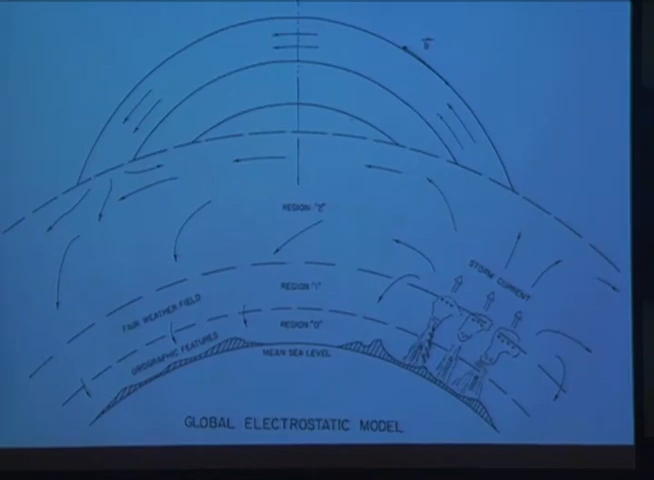 B
REGION "2"
STORM CURRENT
REGION "1"
FAIR WEATHER FIELD
REGION "0"
OROGRAPHIC FEATURES
MEAN SEA LEVEL
GLOBAL ELECTROSTATIC MODEL